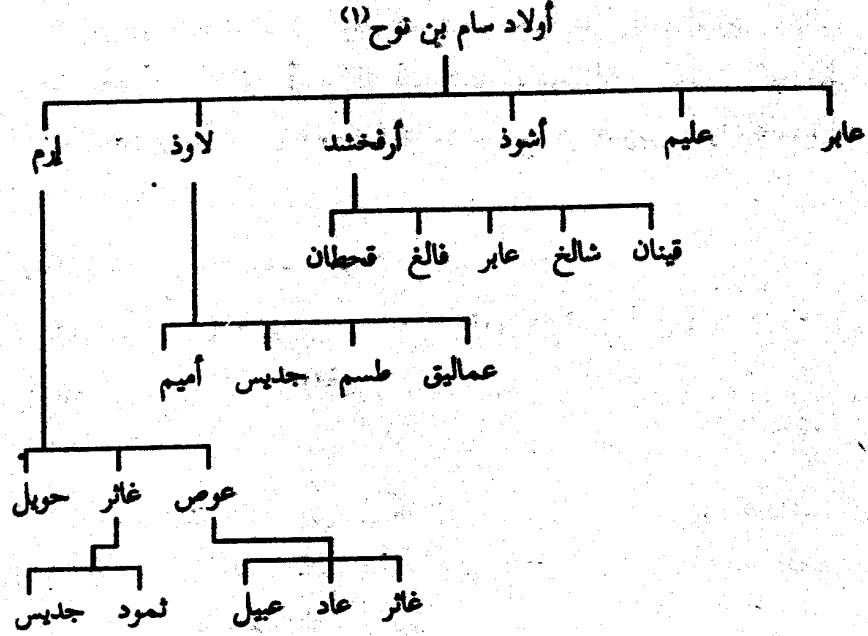 أولاد سام بن نوح(١)
عابر عليم أشوذ أرفخشد لاوذ إرم
قينان شالخ عابر فالغ قحطان
عماليق طسم جديس أميم
عوص غاثر حويل
غاثر عاد عبيل ثمود جديس